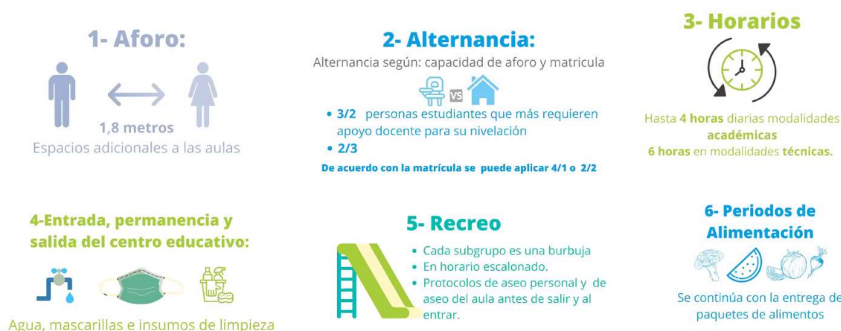 1- Aforo:
1,8 metros
Espacios adicionales a las aulas
2- Alternancia:
Alternancia según: capacidad de aforo y matricula
VS
• 3/2 personas estudiantes que más requieren
apoyo docente para su nivelación
• 2/3
De acuerdo con la matrícula se puede aplicar 4/1 o 2/2
3- Horarios
Hasta 4 horas diarias modalidades
académicas
6 horas en modalidades técnicas.
4-Entrada, permanencia y
salida del centro educativo:
Agua, mascarillas e insumos de limpieza
5- Recreo
• Cada subgrupo es una burbuja
• En horario escalonado.
• Protocolos de aseo personal y de
aseo del aula antes de salir y al
entrar.
6- Periodos de
Alimentación
Se continúa con la entrega de
paquetes de alimentos